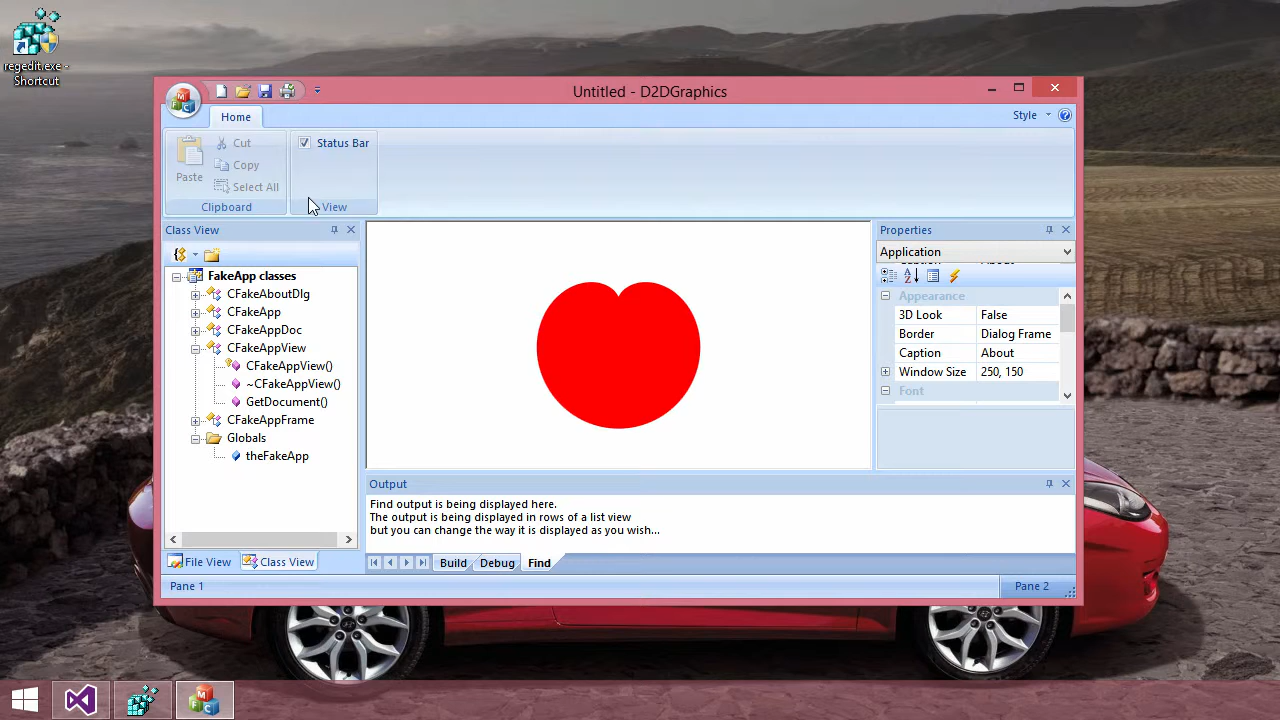 regedit.exe -
Shortcut
Untitled - D2DGraphics
Home
Style
Paste
Cut
Copy
Select All
Clipboard
Status Bar
View
Class View
FakeApp classes
CFakeAboutDlg
CFakeApp
CFakeAppDoc
CFakeAppView
CFakeAppView()
~CFakeAppView()
GetDocument()
CFakeAppFrame
Globals
theFakeApp
File View
Class View
Properties
Application
Appearance
3D Look False
Border Dialog Frame
Caption About
Window Size 250, 150
Font
Output
Find output is being displayed here.
The output is being displayed in rows of a list view
but you can change the way it is displayed as you wish...
Build
Debug
Find
Pane 1
Pane 2